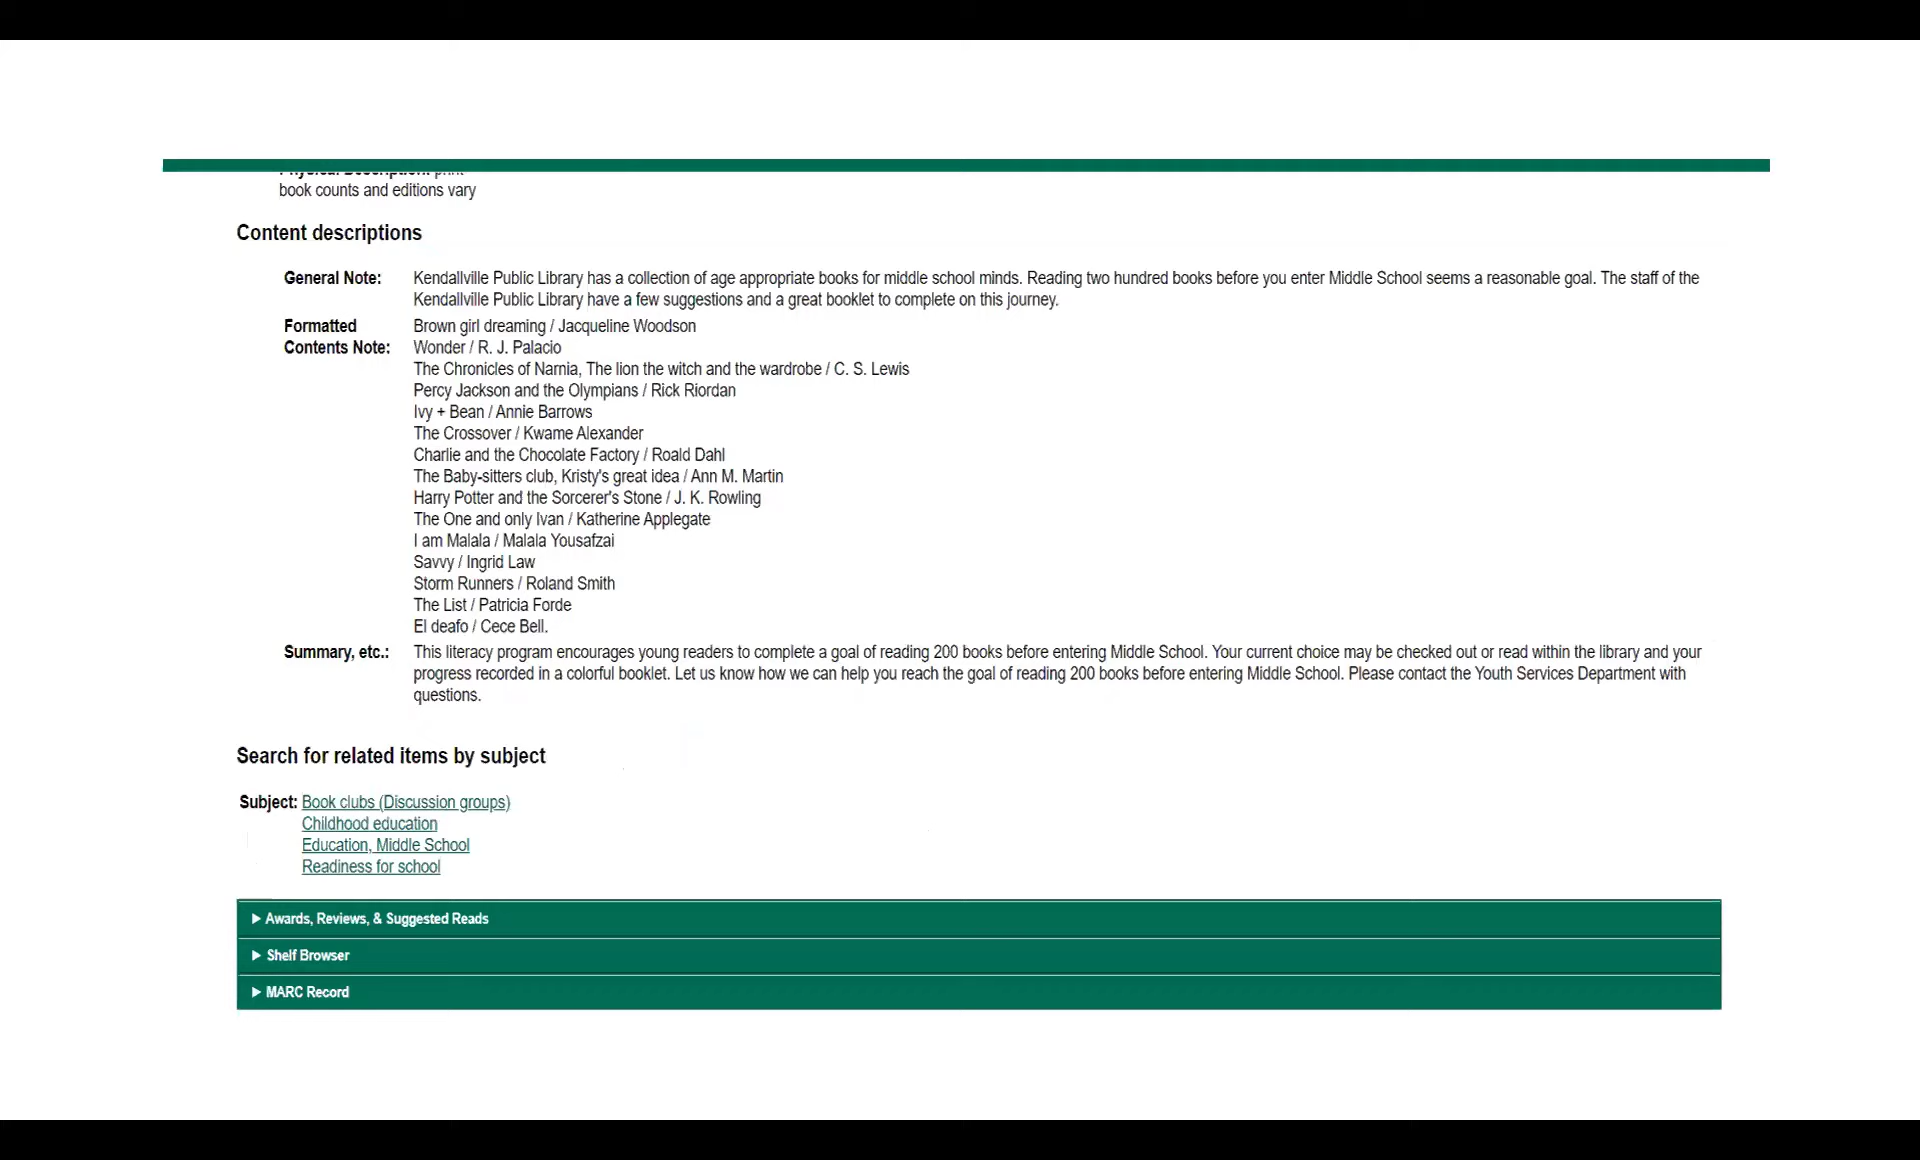 Physical Description: print
book counts and editions vary
Content descriptions
General Note: Kendallville Public Library has a collection of age appropriate books for middle school minds. Reading two hundred books before you enter Middle School seems a reasonable goal. The staff of the
Kendallville Public Library have a few suggestions and a great booklet to complete on this journey.
Formatted Brown girl dreaming / Jacqueline Woodson
Contents Note: Wonder / R. J. Palacio
The Chronicles of Narnia, The lion the witch and the wardrobe / C. S. Lewis
Percy Jackson and the Olympians / Rick Riordan
Ivy + Bean / Annie Barrows
The Crossover / Kwame Alexander
Charlie and the Chocolate Factory / Roald Dahl
The Baby-sitters club, Kristy's great idea / Ann M. Martin
Harry Potter and the Sorcerer's Stone / J. K. Rowling
The One and only Ivan / Katherine Applegate
I am Malala / Malala Yousafzai
Savvy / Ingrid Law
Storm Runners / Roland Smith
The List / Patricia Forde
El deafo / Cece Bell.
Summary, etc.: This literacy program encourages young readers to complete a goal of reading 200 books before entering Middle School. Your current choice may be checked out or read within the library and your
progress recorded in a colorful booklet. Let us know how we can help you reach the goal of reading 200 books before entering Middle School. Please contact the Youth Services Department with
questions.
Search for related items by subject
Subject: Book clubs (Discussion groups)
Childhood education
Education, Middle School
Readiness for school
Awards, Reviews, & Suggested Reads
Shelf Browser
MARC Record